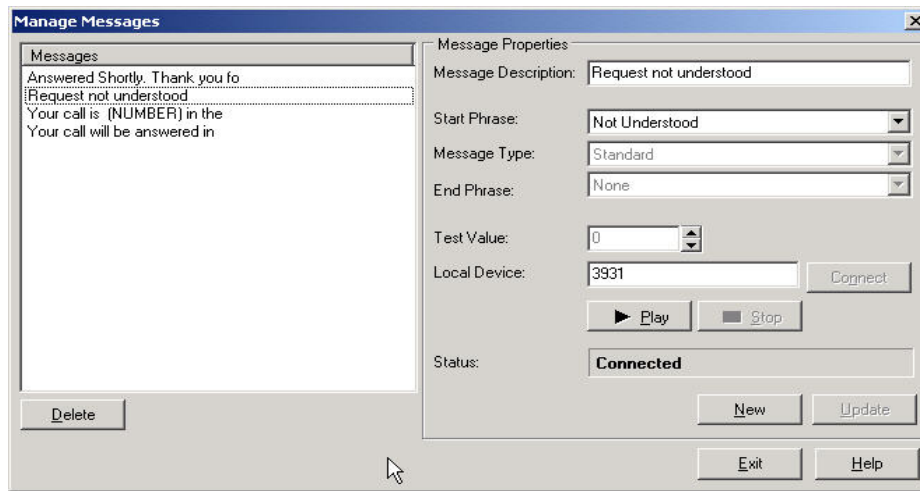 Manage Messages
Messages
Answered Shortly. Thank you fo
Request not understood
Your call is (NUMBER) in the
Your call will be answered in
Delete
Message Properties
Message Description: Request not understood
Start Phrase: Not Understood
Message Type: Standard
End Phrase: None
Test Value: 0
Local Device: 3931 Connect
Play Stop
Status: Connected
New Update
Exit Help